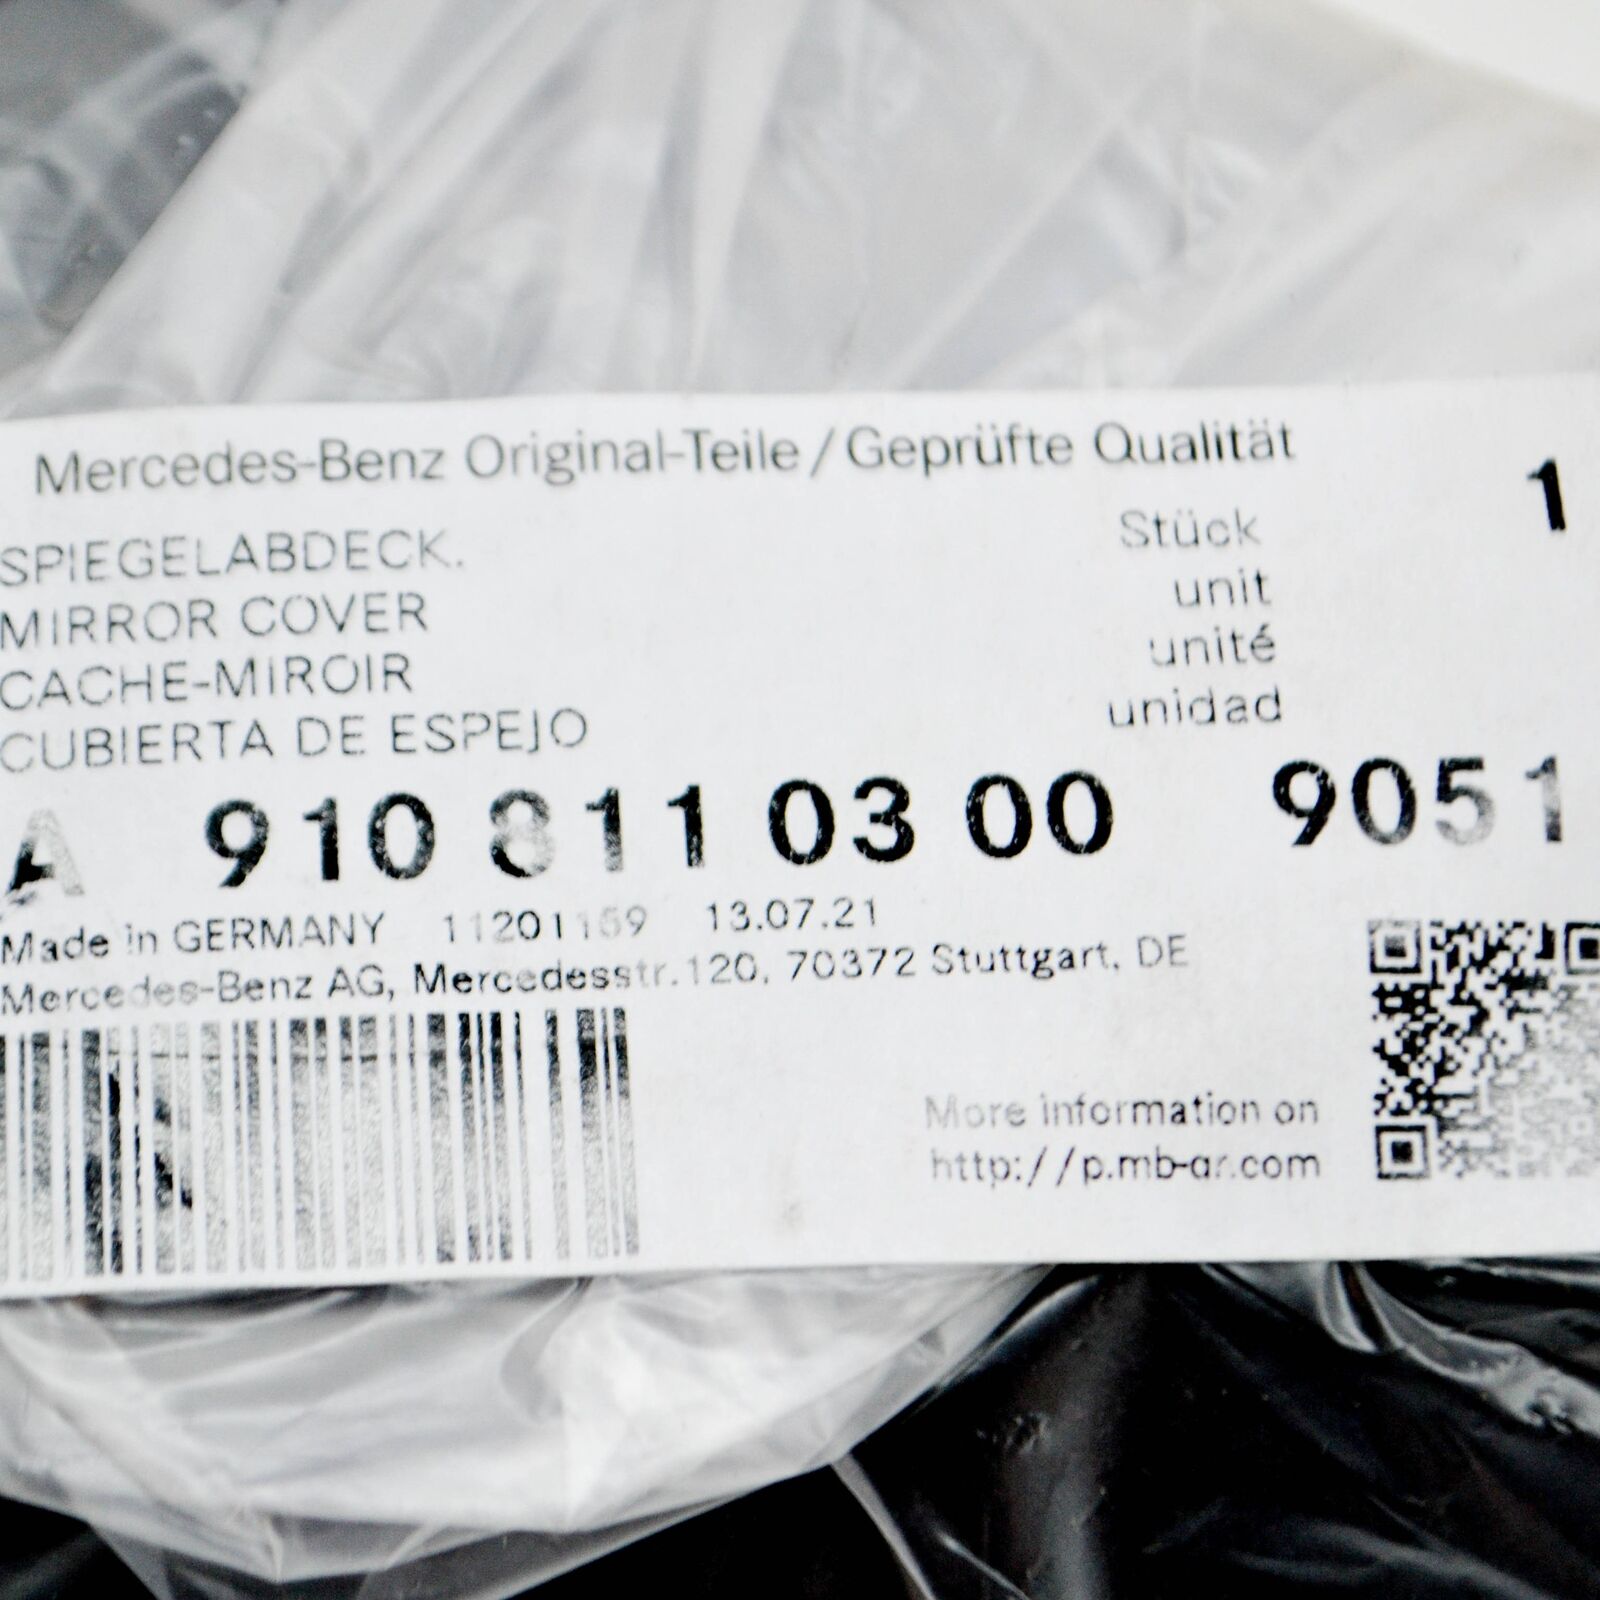 Mercedes-Benz Original-Teile/Geprüfte Qualität
1
SPIEGELABDECK.
MIRROR COVER
CACHE-MIROIR
CUBIERTA DE ESPEJO
Stück
unit
unité
unidad
A 910 811 03 00 9051
Made in GERMANY 11201159 13.07.21
Mercedes-Benz AG, Mercedesstr.120, 70372 Stuttgart, DE
More information on
http://p.mb-qr.com